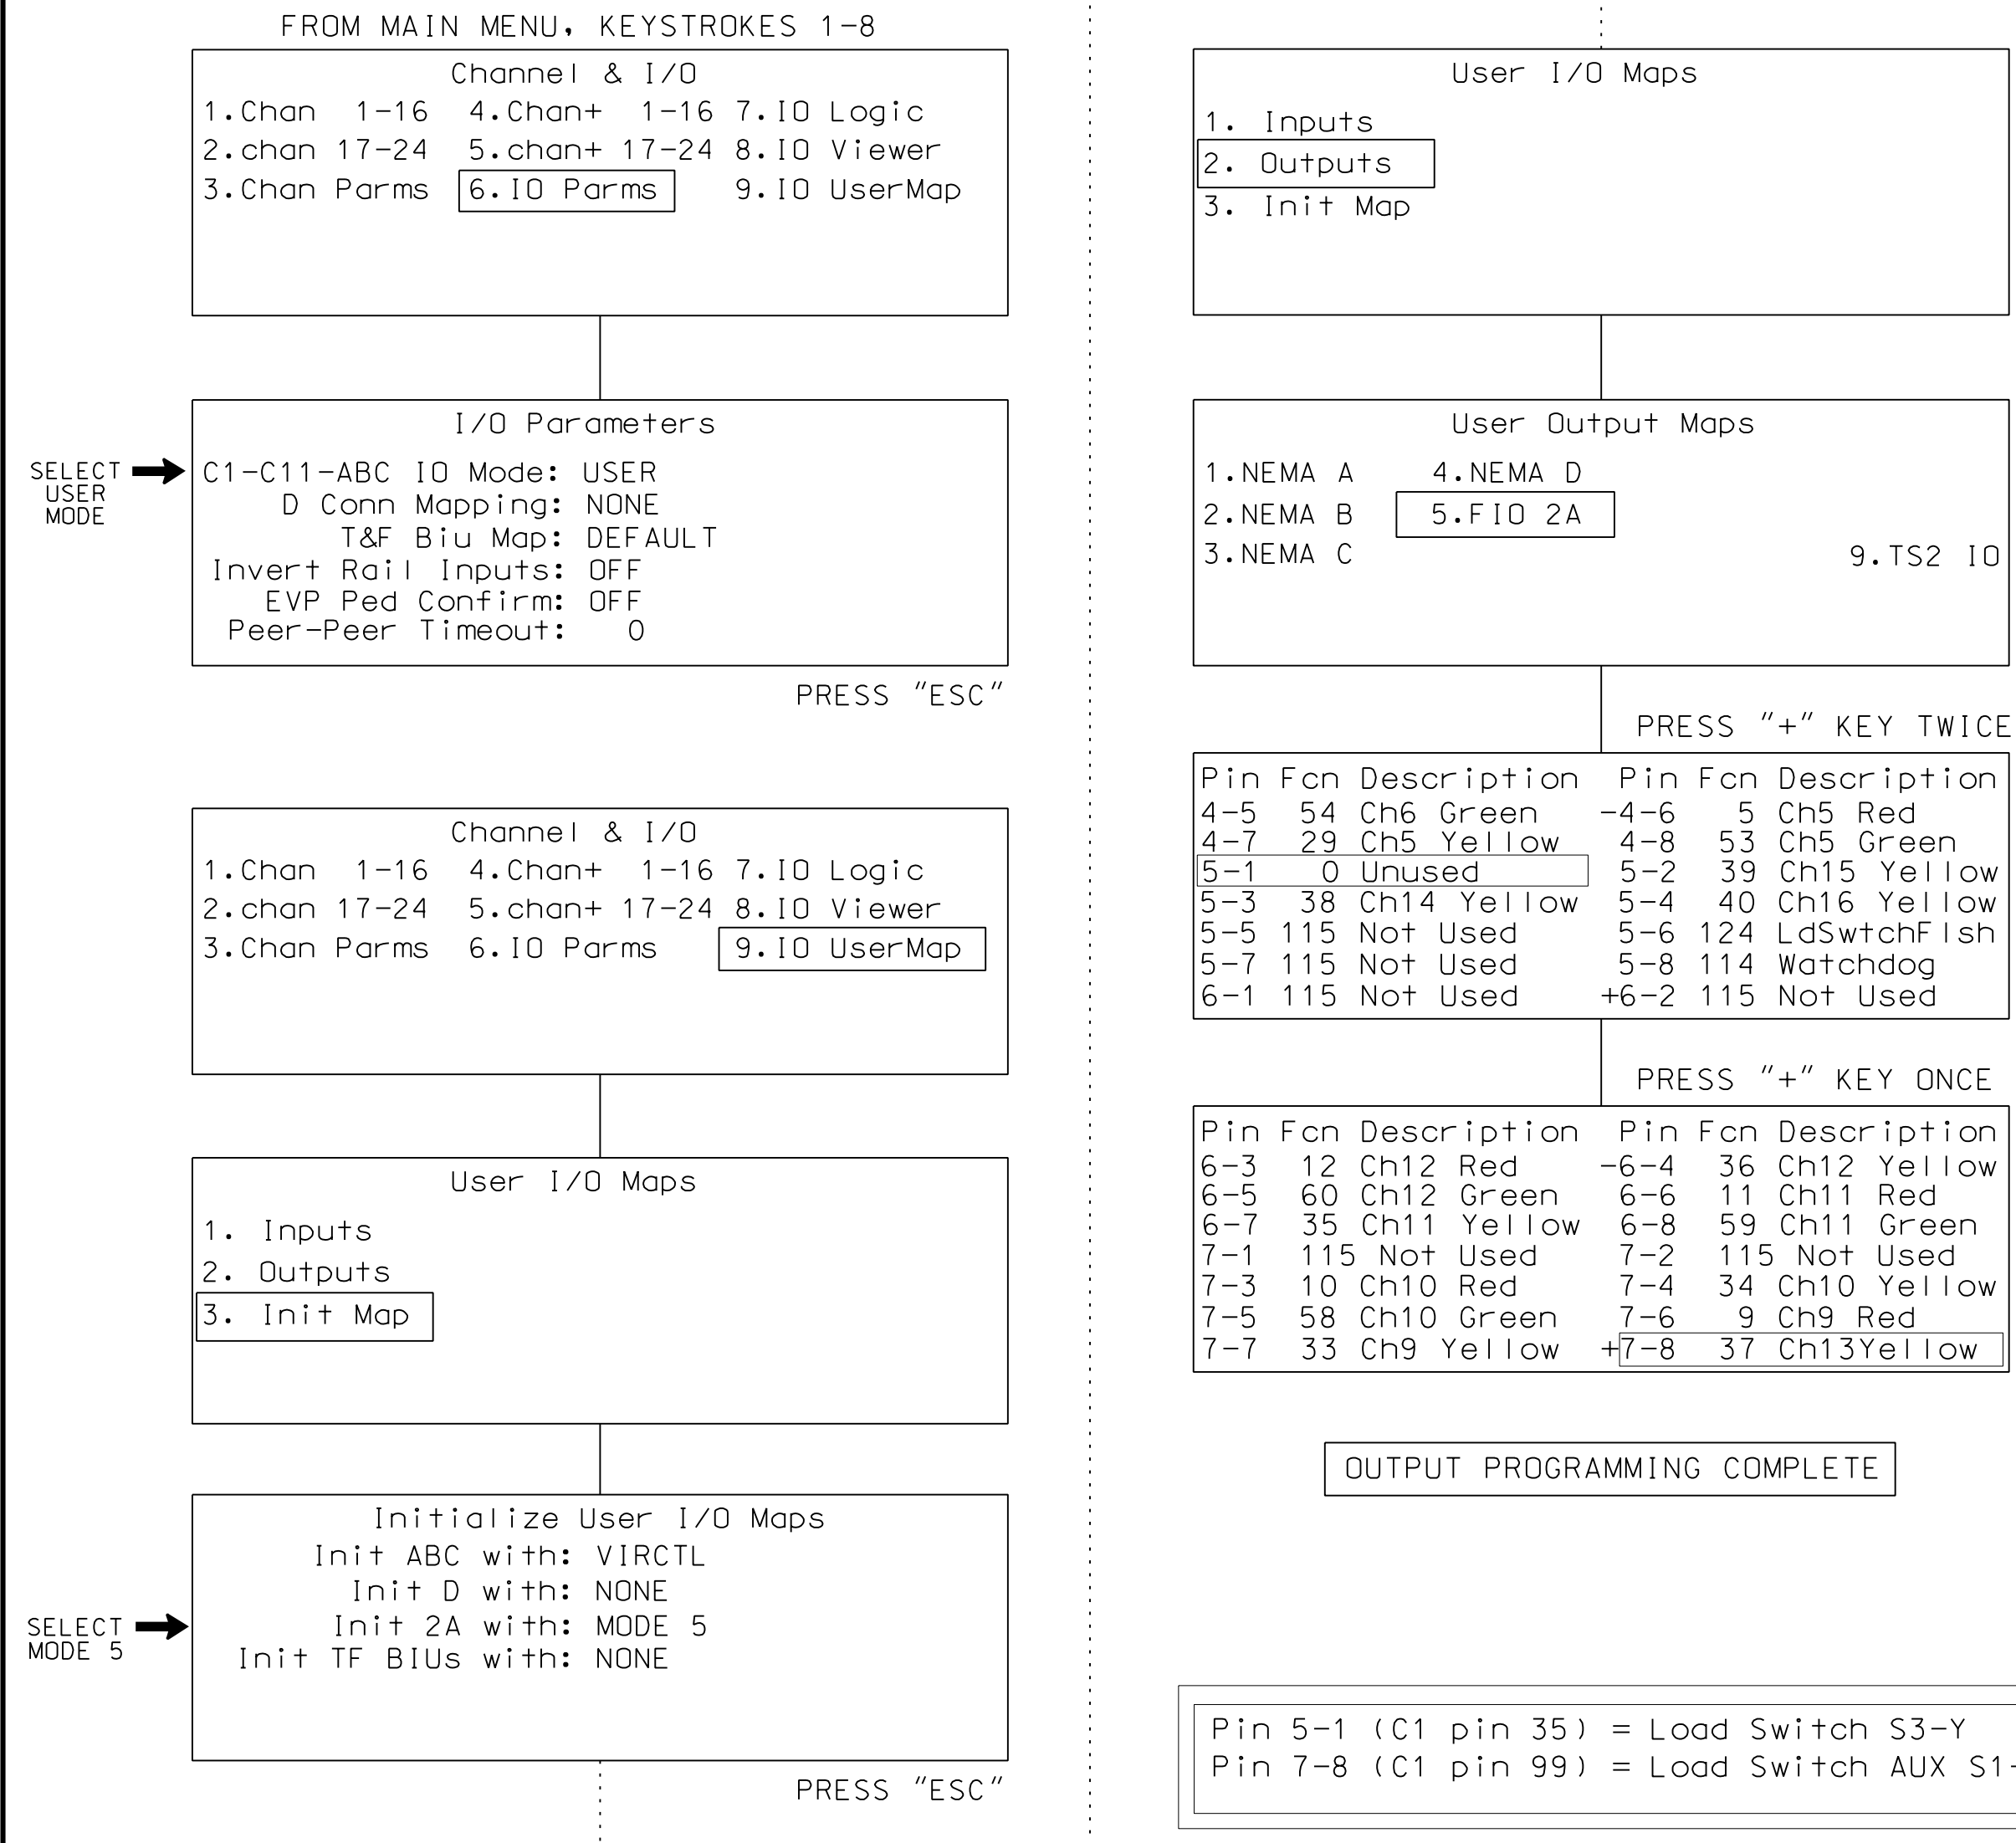 FROM MAIN MENU, KEYSTROKES 1-8
Channel & I/O
1.Chan 1-16 4.Chan+ 1-16 7.IO Logic
2.chan 17-24 5.chan+ 17-24 8.IO Viewer
3.Chan Parms 6.IO Parms 9.IO UserMap
SELECT
USER
MODE
I/O Parameters
C1-C11-ABC IO Mode: USER
D Conn Mapping: NONE
T&F Biu Map: DEFAULT
Invert Rail Inputs: OFF
EVP Ped Confirm: OFF
Peer-Peer Timeout: 0
PRESS "ESC"
Channel & I/O
1.Chan 1-16 4.Chan+ 1-16 7.IO Logic
2.chan 17-24 5.chan+ 17-24 8.IO Viewer
3.Chan Parms 6.IO Parms 9.IO UserMap
User I/O Maps
1. Inputs
2. Outputs
3. Init Map
SELECT
MODE 5
Initialize User I/O Maps
Init ABC with: VIRCTL
Init D with: NONE
Init 2A with: MODE 5
Init TF BIUs with: NONE
PRESS "ESC"
User I/O Maps
1. Inputs
2. Outputs
3. Init Map
User Output Maps
1.NEMA A 4.NEMA D
2.NEMA B 5.FIO 2A
3.NEMA C 9.TS2 IO
PRESS "+" KEY TWICE
Pin Fcn Description Pin Fcn Description
4-5 54 Ch6 Green -4-6 5 Ch5 Red
4-7 29 Ch5 Yellow 4-8 53 Ch5 Green
5-1 0 Unused 5-2 39 Ch15 Yellow
5-3 38 Ch14 Yellow 5-4 40 Ch16 Yellow
5-5 115 Not Used 5-6 124 LdSwtchFlsh
5-7 115 Not Used 5-8 114 Watchdog
6-1 115 Not Used +6-2 115 Not Used
PRESS "+" KEY ONCE
Pin Fcn Description Pin Fcn Description
6-3 12 Ch12 Red -6-4 36 Ch12 Yellow
6-5 60 Ch12 Green 6-6 11 Ch11 Red
6-7 35 Ch11 Yellow 6-8 59 Ch11 Green
7-1 115 Not Used 7-2 115 Not Used
7-3 10 Ch10 Red 7-4 34 Ch10 Yellow
7-5 58 Ch10 Green 7-6 9 Ch9 Red
7-7 33 Ch9 Yellow +7-8 37 Ch13Yellow
OUTPUT PROGRAMMING COMPLETE
Pin 5-1 (C1 pin 35) = Load Switch S3-Y
Pin 7-8 (C1 pin 99) = Load Switch AUX S1-